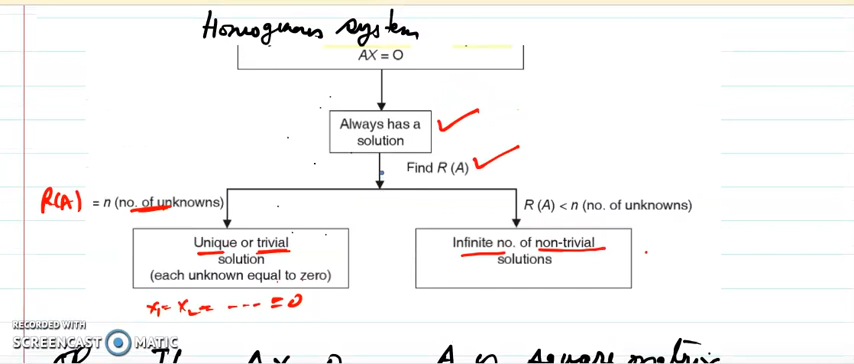 Homogenous system
AX = O
Always has a
solution
Find R (A)
R(A) = n (no. of unknowns)
R (A) < n (no. of unknowns)
Unique or trivial
solution
(each unknown equal to zero)
Infinite no. of non-trivial
solutions
x₁ = x₂ = ---- = 0
RECORDED WITH
SCREENCAST MATIC
A
square matrix